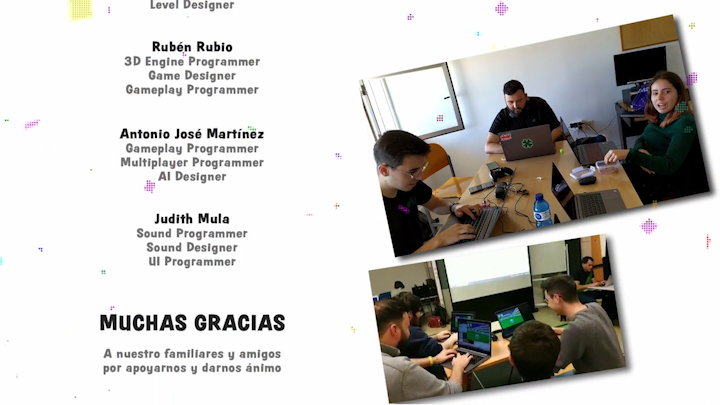 Level Designer
Rubén Rubio
3D Engine Programmer
Game Designer
Gameplay Programmer
Antonio José Martínez
Gameplay Programmer
Multiplayer Programmer
AI Designer
Judith Mula
Sound Programmer
Sound Designer
UI Programmer
MUCHAS GRACIAS
A nuestro familiares y amigos
por apoyarnos y darnos ánimo